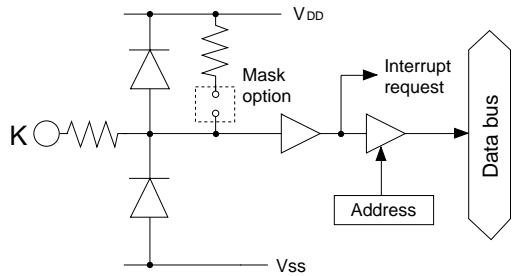 VDD
Mask
option
Interrupt
request
K
Data bus
Address
Vss